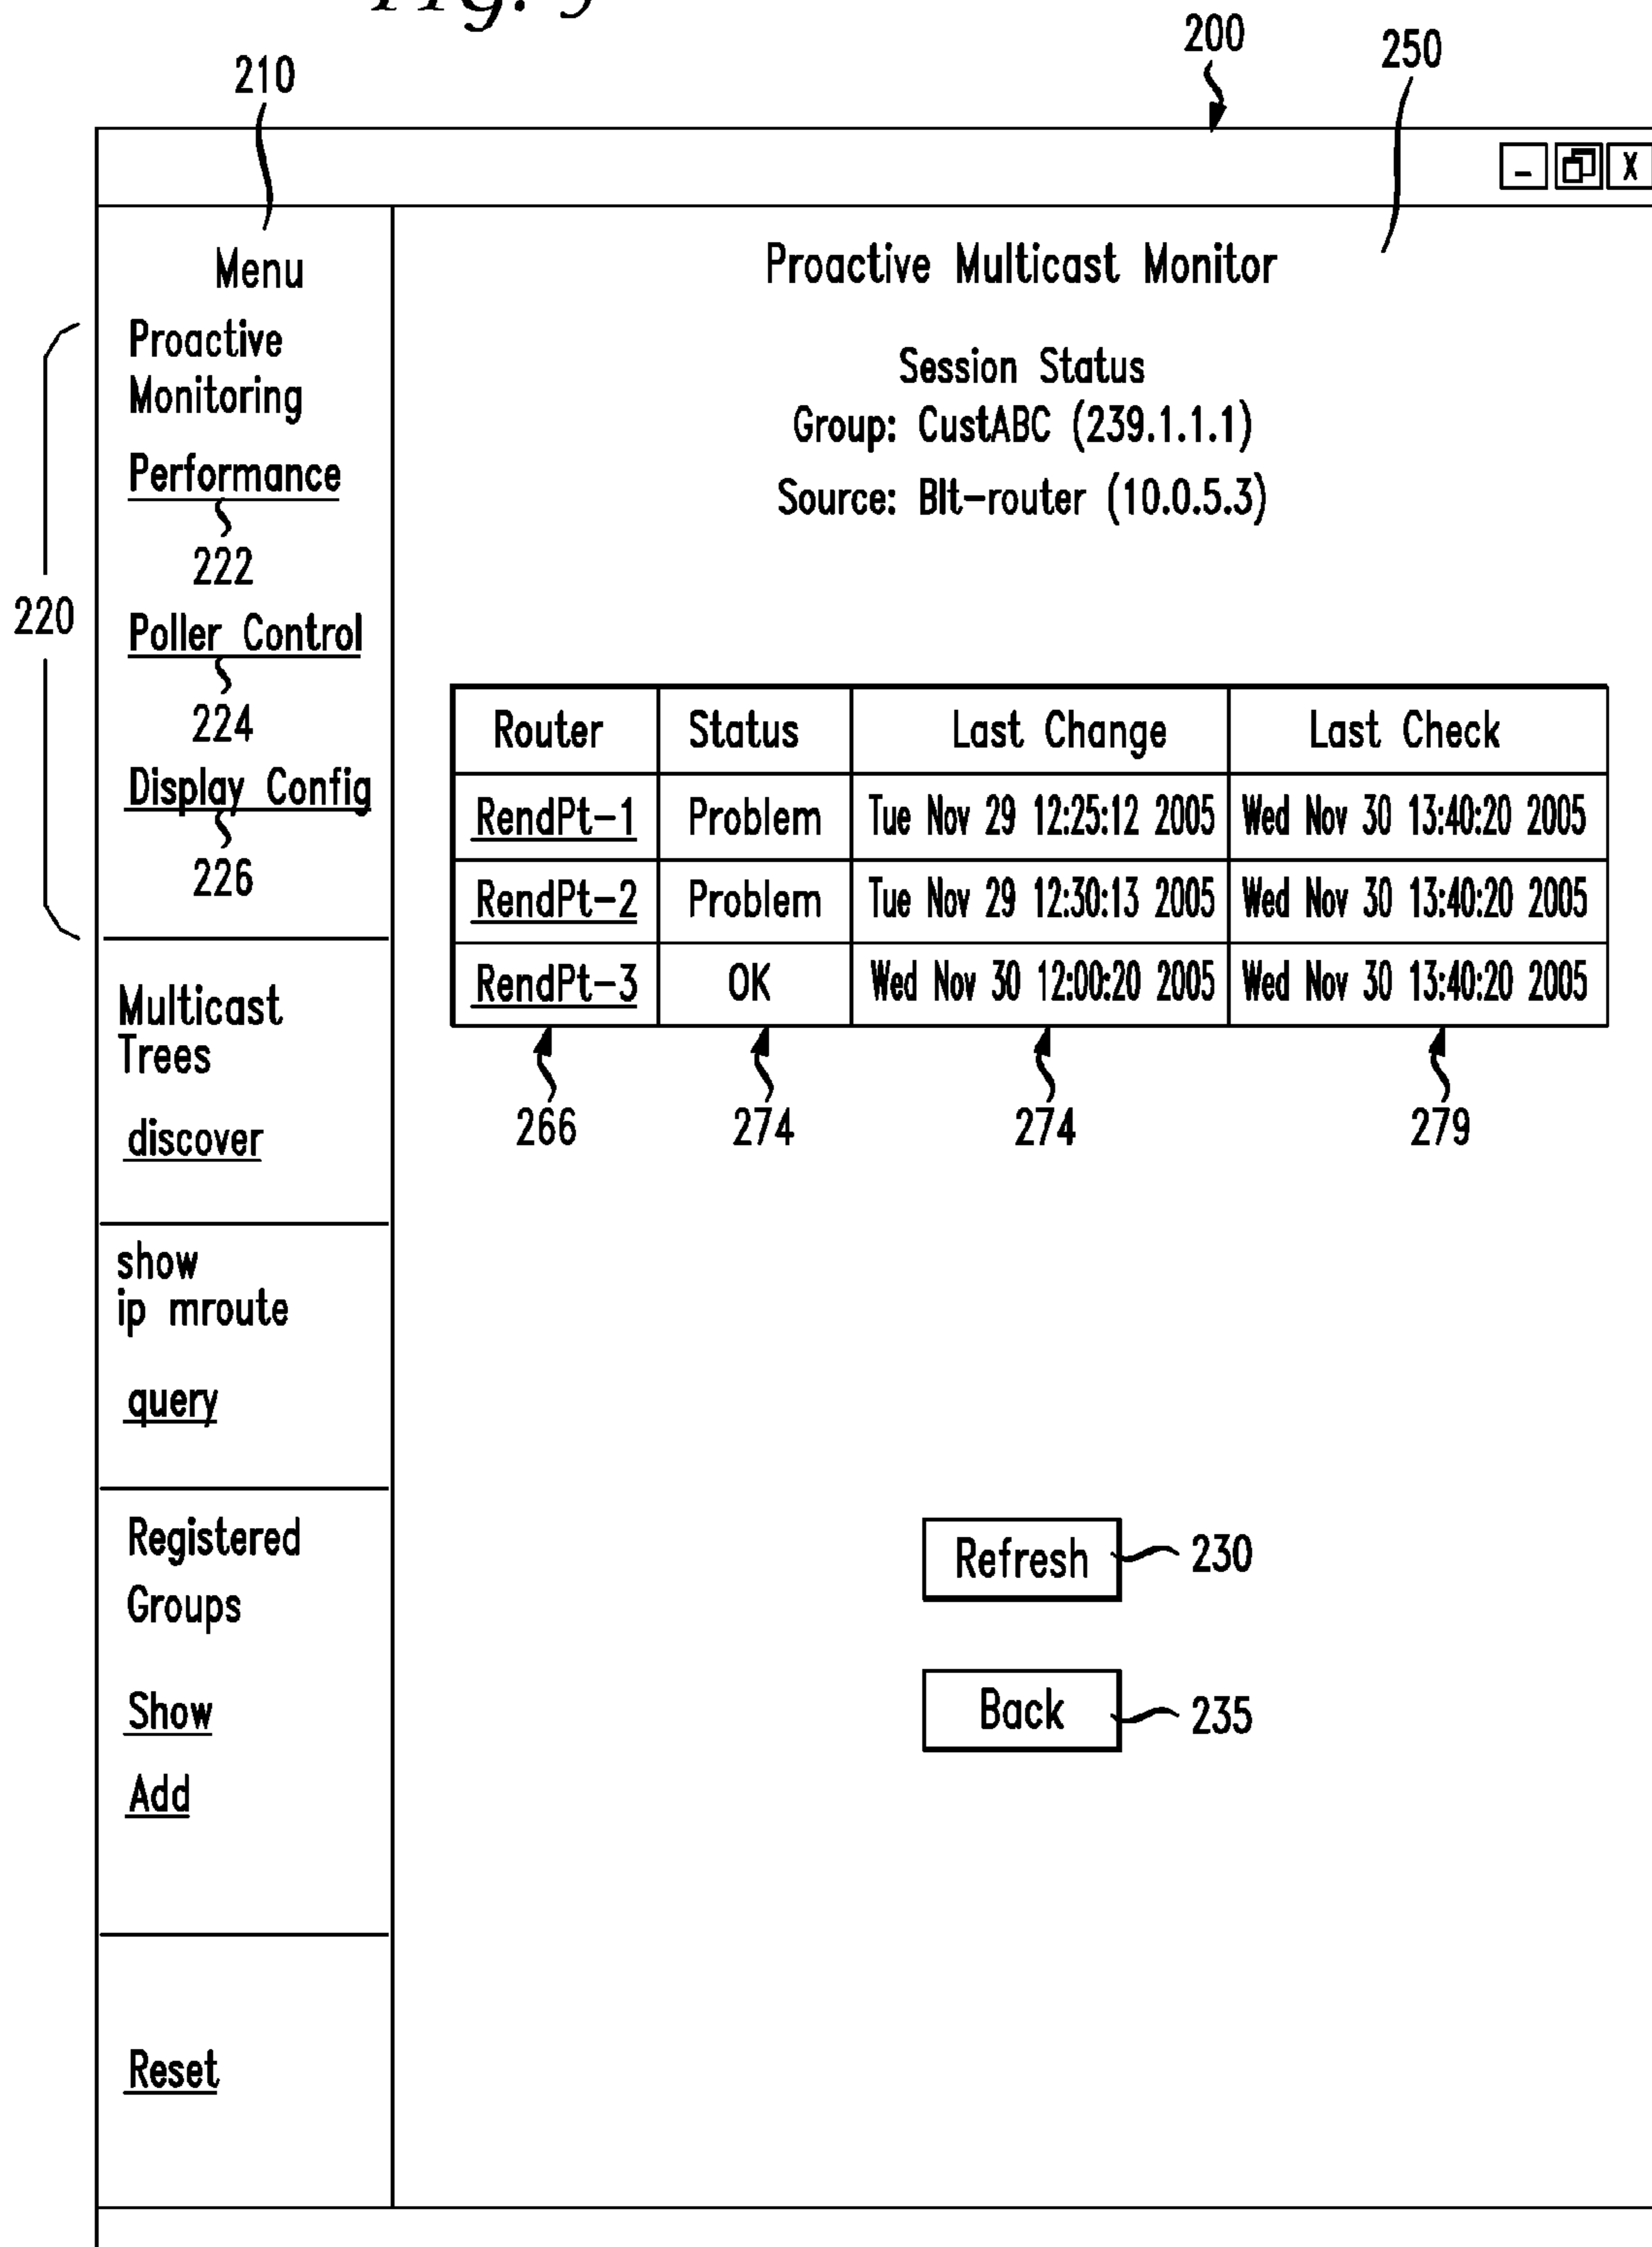 200
250
210
_ X
Menu
Proactive
Monitoring
Performance
222
220
Poller Control
224
Display Config
226
Multicast
Trees
discover
show
ip mroute
query
Registered
Groups
Show
Add
Reset
Proactive Multicast Monitor
Session Status
Group: CustABC (239.1.1.1)
Source: Blt-router (10.0.5.3)
Router Status Last Change Last Check
RendPt-1 Problem Tue Nov 29 12:25:12 2005 Wed Nov 30 13:40:20 2005
RendPt-2 Problem Tue Nov 29 12:30:13 2005 Wed Nov 30 13:40:20 2005
RendPt-3 OK Wed Nov 30 12:00:20 2005 Wed Nov 30 13:40:20 2005
266 274 274 279
Refresh 230
Back 235